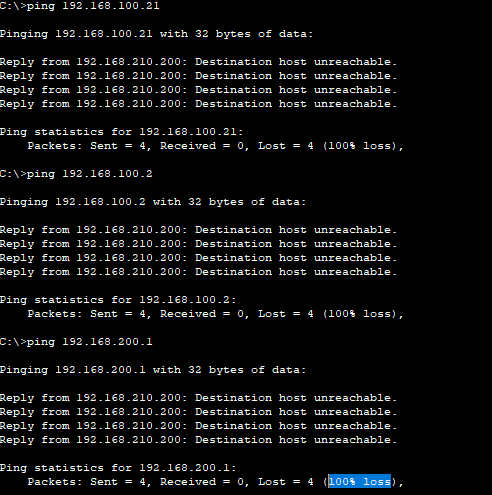 C:\>ping 192.168.100.21
Pinging 192.168.100.21 with 32 bytes of data:
Reply from 192.168.210.200: Destination host unreachable.
Reply from 192.168.210.200: Destination host unreachable.
Reply from 192.168.210.200: Destination host unreachable.
Reply from 192.168.210.200: Destination host unreachable.
Ping statistics for 192.168.100.21:
    Packets: Sent = 4, Received = 0, Lost = 4 (100% loss),
C:\>ping 192.168.100.2
Pinging 192.168.100.2 with 32 bytes of data:
Reply from 192.168.210.200: Destination host unreachable.
Reply from 192.168.210.200: Destination host unreachable.
Reply from 192.168.210.200: Destination host unreachable.
Reply from 192.168.210.200: Destination host unreachable.
Ping statistics for 192.168.100.2:
    Packets: Sent = 4, Received = 0, Lost = 4 (100% loss),
C:\>ping 192.168.200.1
Pinging 192.168.200.1 with 32 bytes of data:
Reply from 192.168.210.200: Destination host unreachable.
Reply from 192.168.210.200: Destination host unreachable.
Reply from 192.168.210.200: Destination host unreachable.
Reply from 192.168.210.200: Destination host unreachable.
Ping statistics for 192.168.200.1:
    Packets: Sent = 4, Received = 0, Lost = 4 (100% loss),